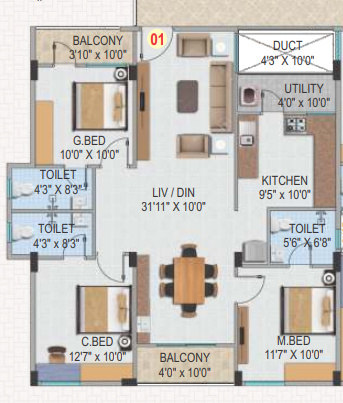 BALCONY
3'10" x 10'0"
01
DUCT
4'3" X 10'0"
UTILITY
4'0" x 10'0"
G.BED
10'0" X 10'0"
TOILET
4'3" X 8'3"
LIV / DIN
31'11" X 10'0"
KITCHEN
9'5" x 10'0"
TOILET
4'3" x 8'3"
TOILET
5'6" X 6'8"
C.BED
12'7" x 10'0"
M.BED
11'7" X 10'0"
BALCONY
4'0" x 10'0"